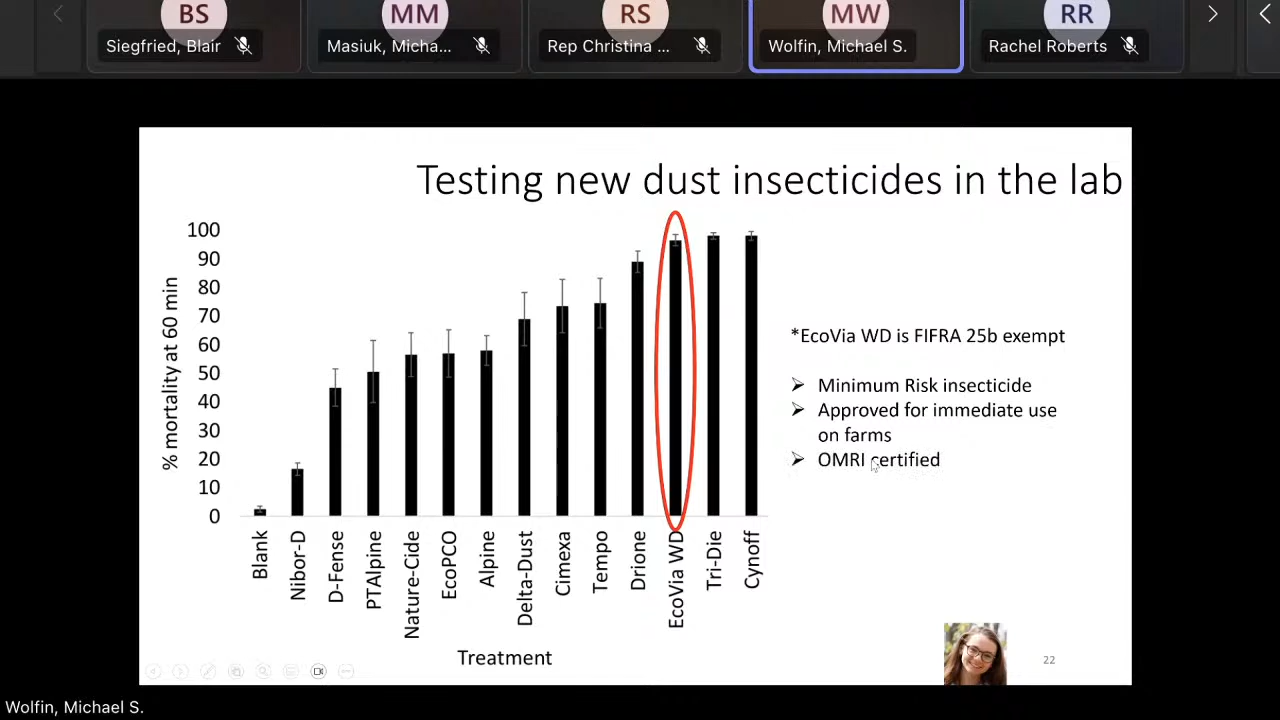 BS
MM
RS
MW
RR
Siegfried, Blair
Masiuk, Micha...
Rep Christina ...
Wolfin, Michael S.
Rachel Roberts
Testing new dust insecticides in the lab
% mortality at 60 min
100
90
80
70
60
50
40
30
20
10
0
Blank
Nibor-D
D-Fense
PTAlpine
Nature-Cide
EcoPCO
Alpine
Delta-Dust
Cimexa
Tempo
Drione
EcoVia WD
Tri-Die
Cynoff
Treatment
*EcoVia WD is FIFRA 25b exempt
Minimum Risk insecticide
Approved for immediate use
on farms
OMRI certified
22
Wolfin, Michael S.